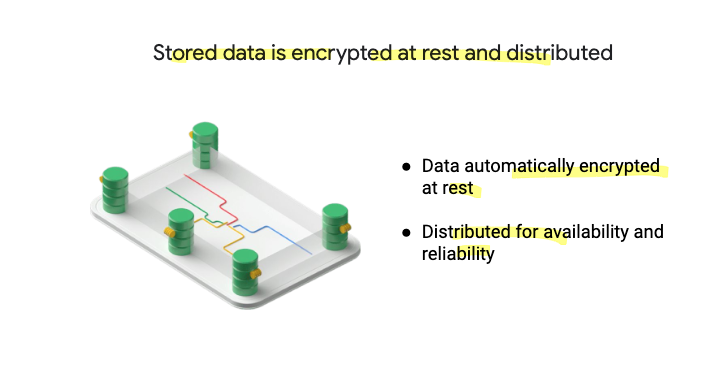 Stored data is encrypted at rest and distributed
● Data automatically encrypted
at rest
● Distributed for availability and
reliability